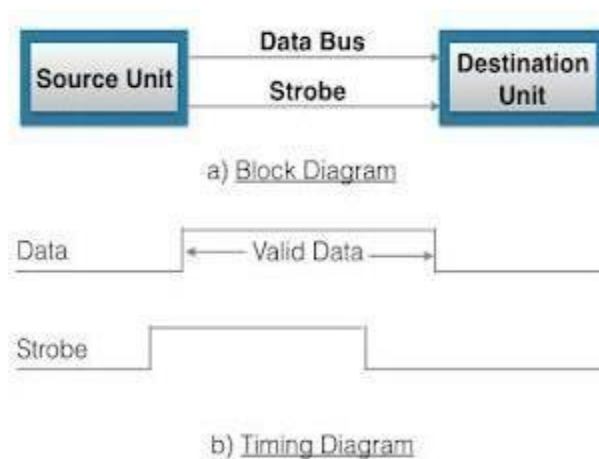 Source Unit
Data Bus
Strobe
Destination
Unit
a) Block Diagram
Data
Valid Data
Strobe
b) Timing Diagram